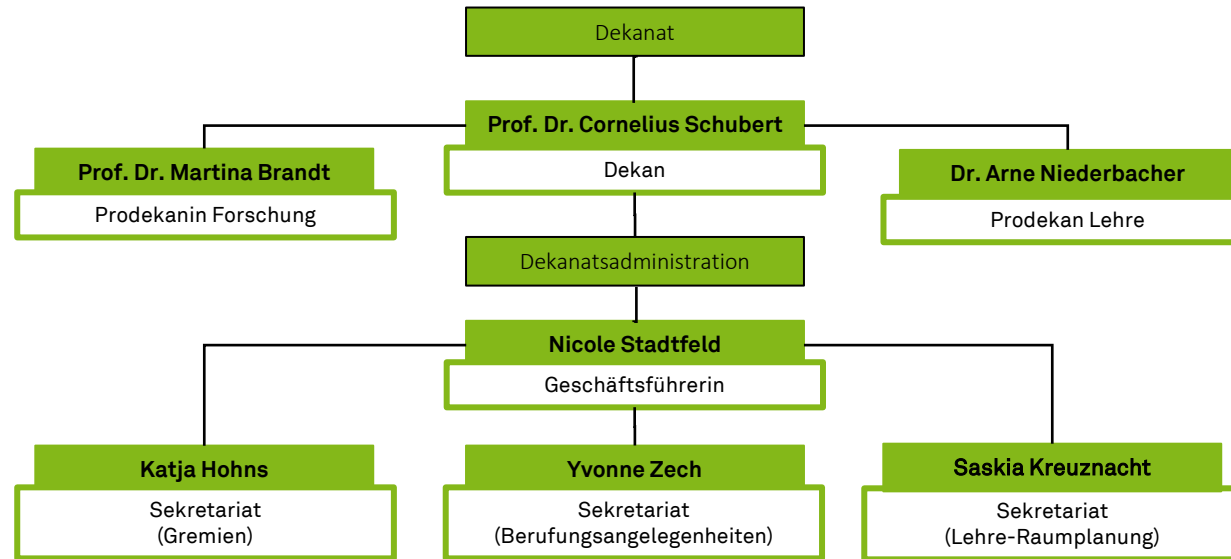 Dekanat
Prof. Dr. Cornelius Schubert
Dekan
Prof. Dr. Martina Brandt
Prodekanin Forschung
Dr. Arne Niederbacher
Prodekan Lehre
Dekanatsadministration
Nicole Stadtfeld
Geschäftsführerin
Katja Hohns
Sekretariat
(Gremien)
Yvonne Zech
Sekretariat
(Berufungsangelegenheiten)
Saskia Kreuznacht
Sekretariat
(Lehre-Raumplanung)